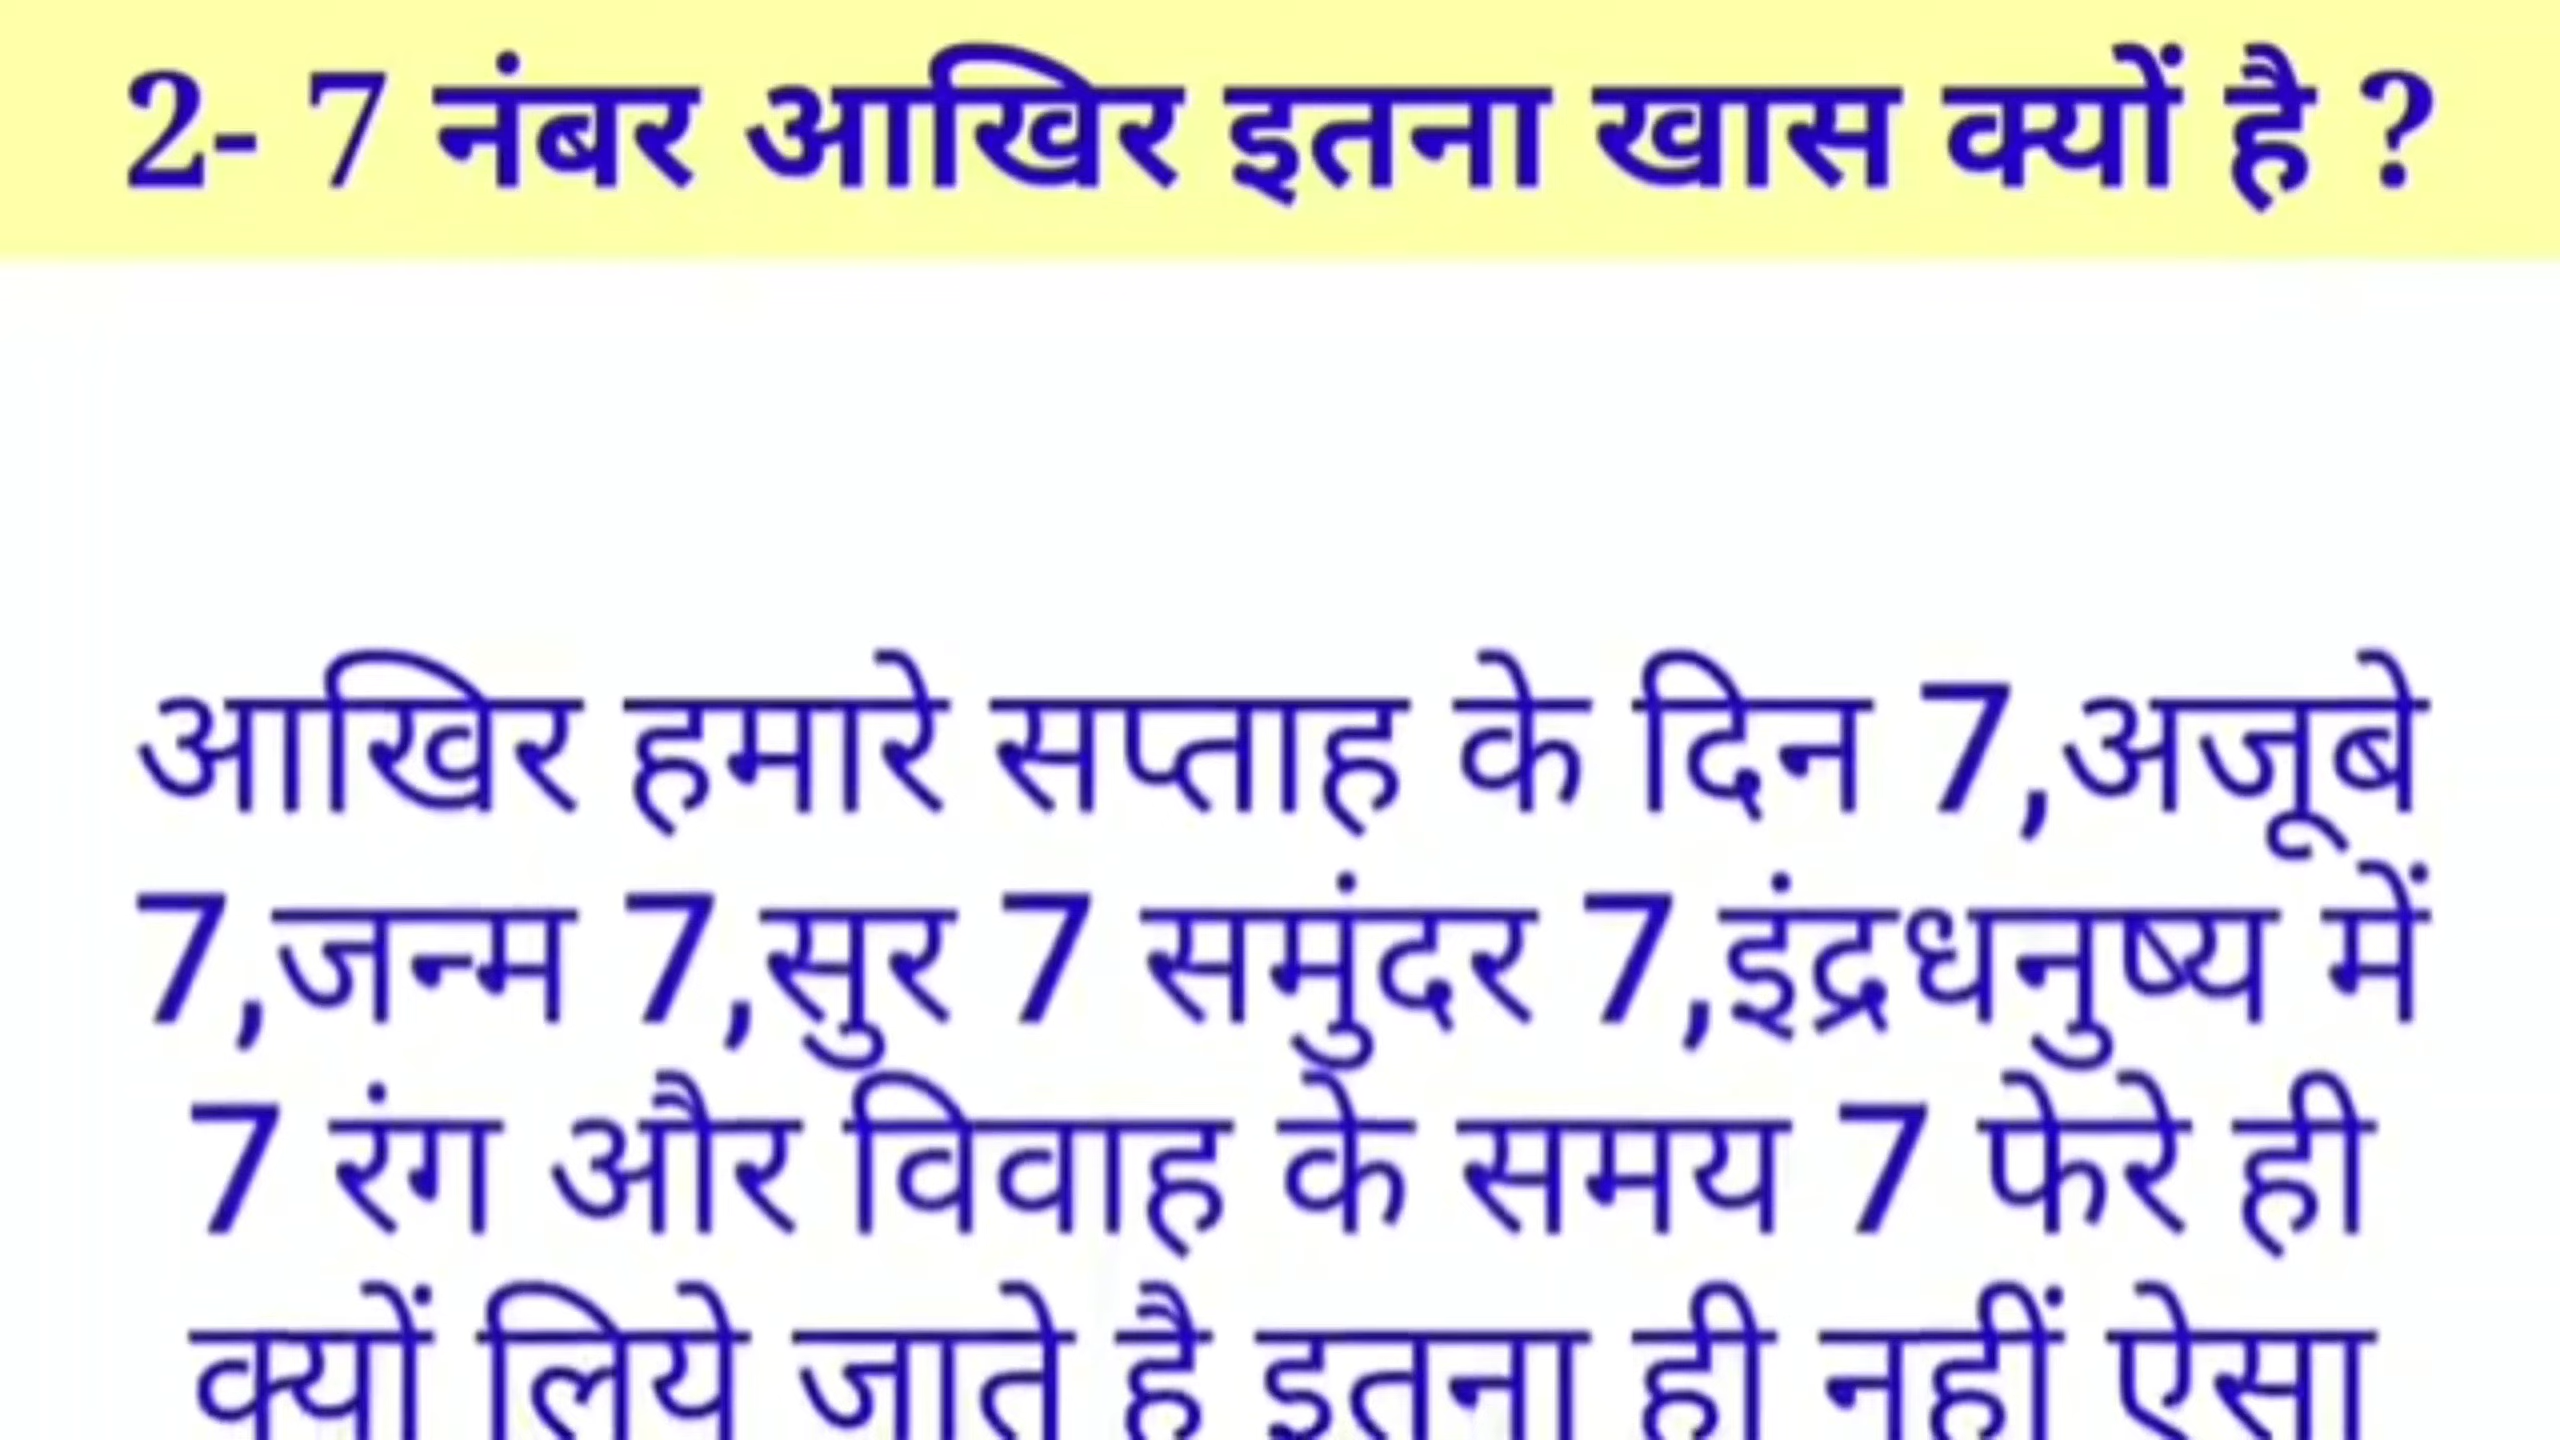 2- 7 नंबर आखिर इतना खास क्यों है ?
आखिर हमारे सप्ताह के दिन 7,अजूबे
7,जन्म 7,सुर 7 समुंदर 7,इंद्रधनुष्य में
7 रंग और विवाह के समय 7 फेरे ही
क्यों लिये जाते है इतना ही नहीं ऐसा